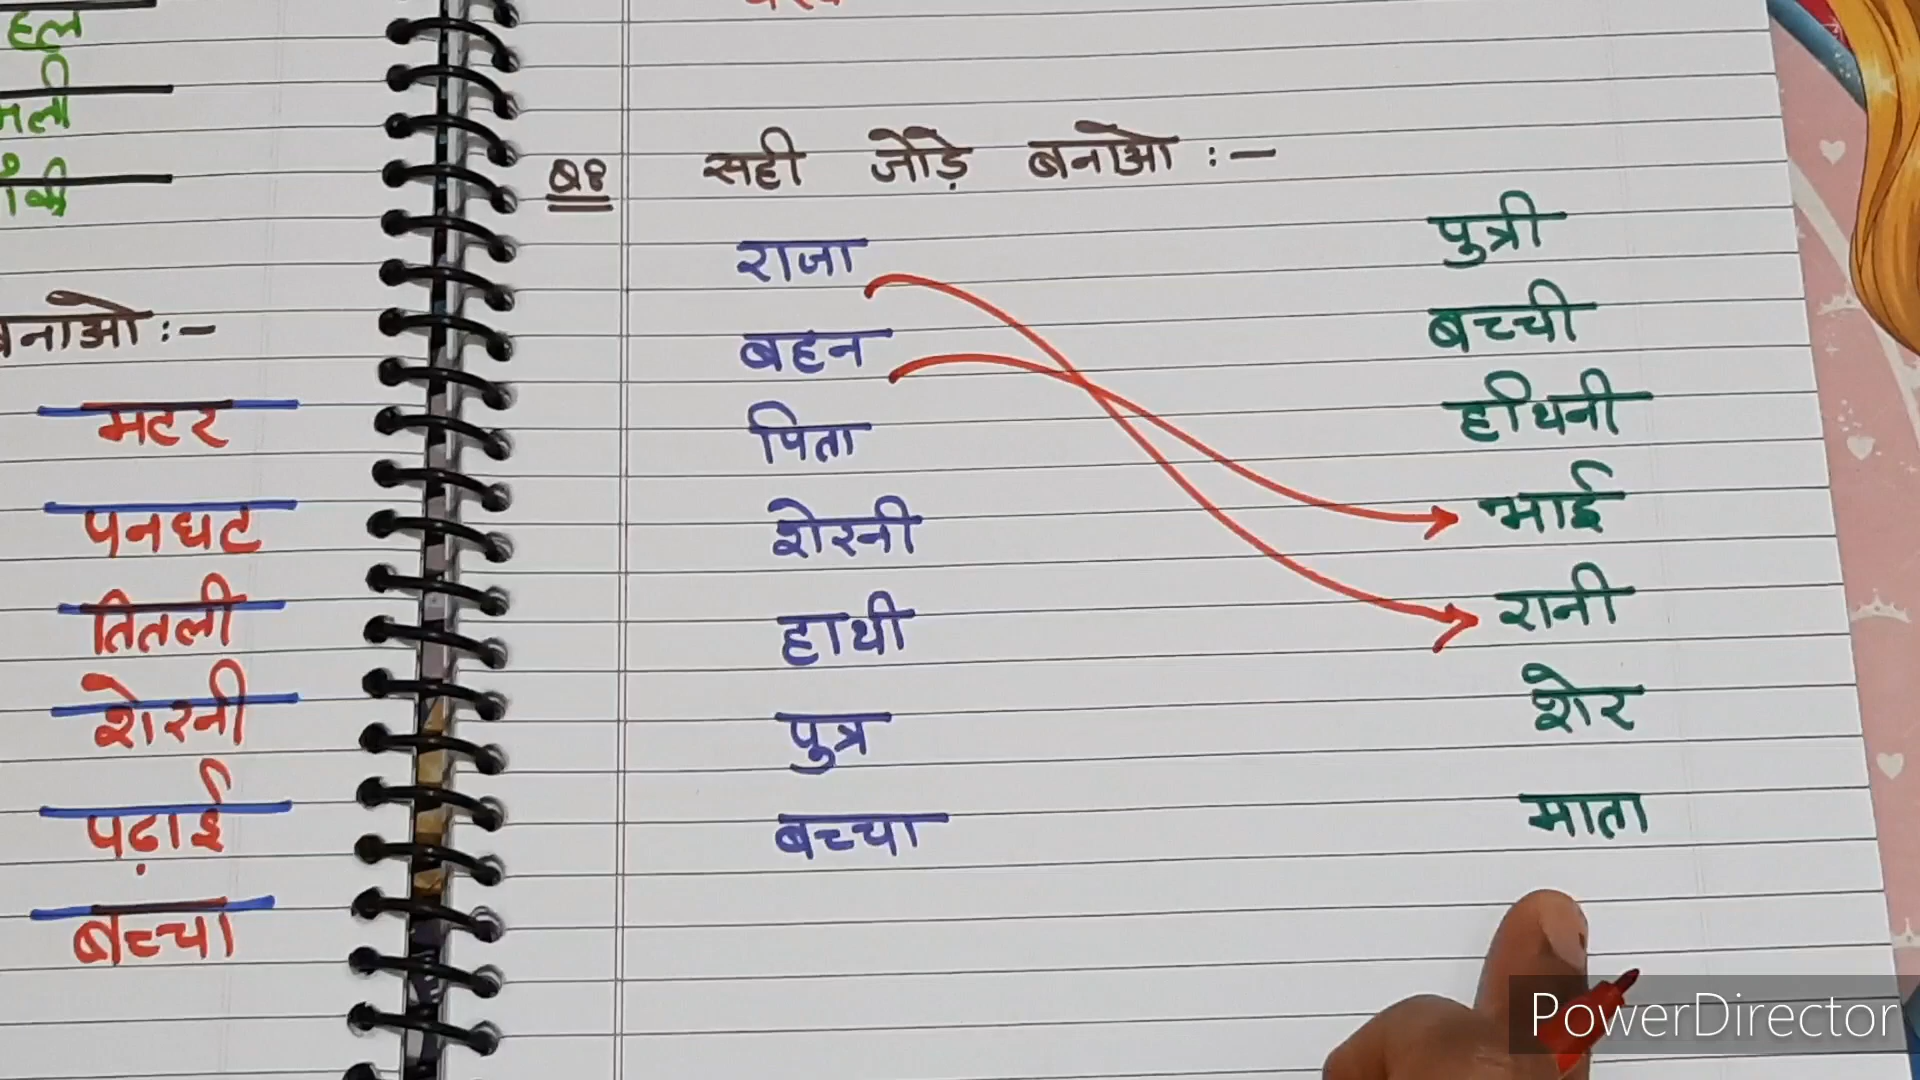 बनाओ :-
मटर
पनघट
तितली
शेरनी
पढ़ाई
बच्चा
सही जोड़े बनाओ :-
राजा पुत्री
बहन बच्ची
पिता हथिनी
शेरनी भाई
हाथी रानी
पुत्र शेर
बच्चा माता
PowerDirector